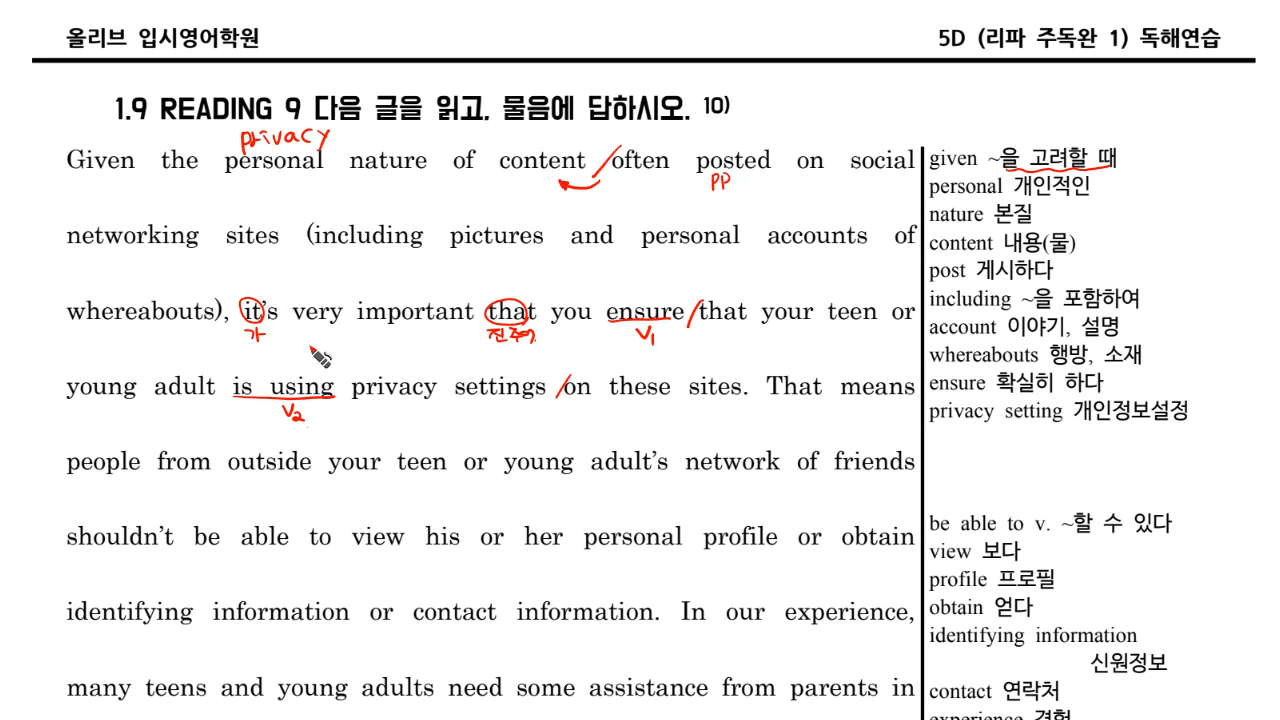 올리브 입시영어학원
5D (리파 주독완 1) 독해연습
1.9 READING 9 다음 글을 읽고, 물음에 답하시오. 10)
privacy
Given the personal nature of content often posted on social
pp
networking sites (including pictures and personal accounts of
whereabouts), it's very important that you ensure that your teen or
가 진주어 V1
young adult is using privacy settings on these sites. That means
V2
people from outside your teen or young adult's network of friends
shouldn't be able to view his or her personal profile or obtain
identifying information or contact information. In our experience,
many teens and young adults need some assistance from parents in
given ~을 고려할 때
personal 개인적인
nature 본질
content 내용(물)
post 게시하다
including ~을 포함하여
account 이야기, 설명
whereabouts 행방, 소재
ensure 확실히 하다
privacy setting 개인정보설정
be able to v. ~할 수 있다
view 보다
profile 프로필
obtain 얻다
identifying information
신원정보
contact 연락처
experience 경험